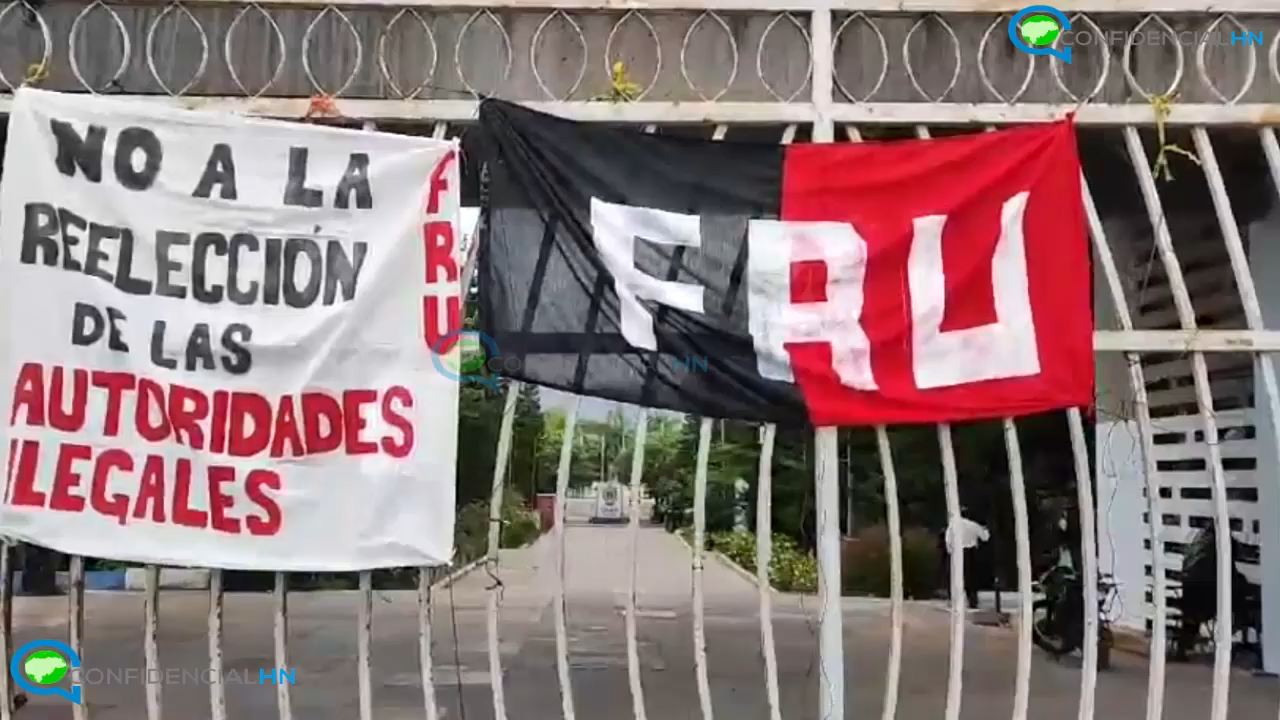 NO A LA
REELECCIÓN
DE LAS
AUTORIDADES
ILEGALES
FRU
FRU
CONFIDENCIALHN
CONFIDENCIALHN
CONFIDENCIALHN